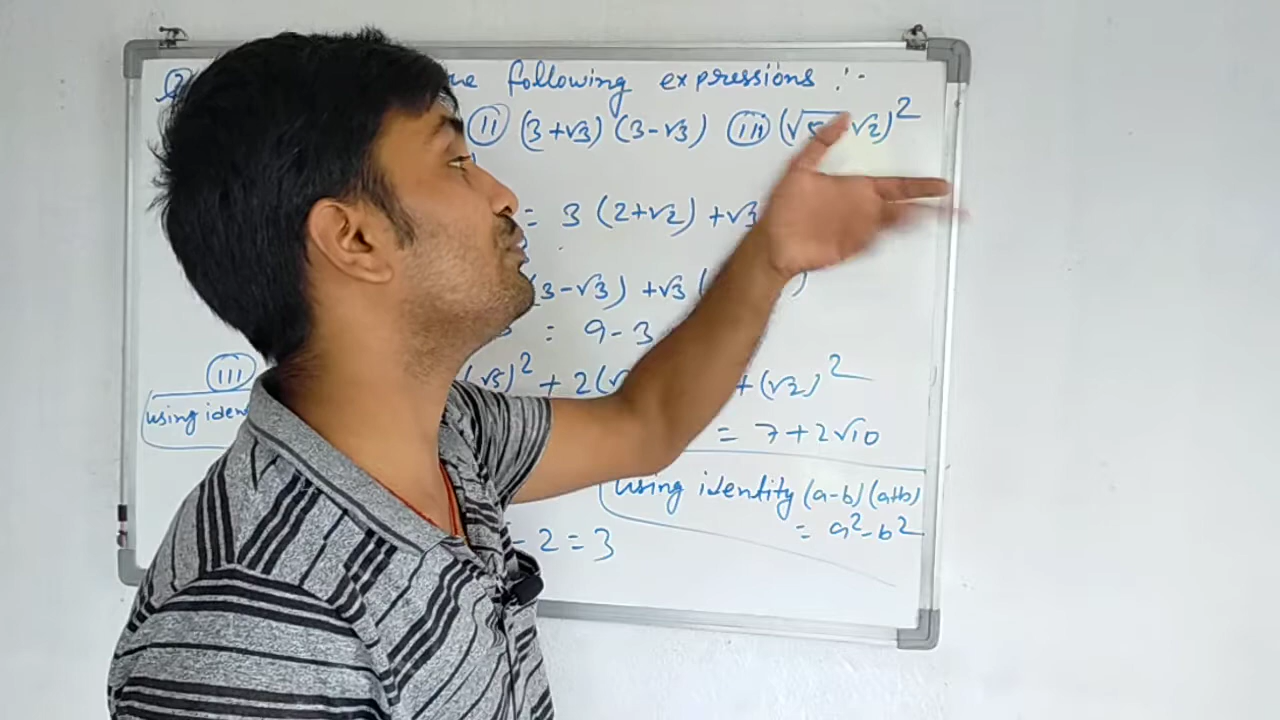 following expressions :-
(ii) (3+√3) (3-√3) (iii) (√5 √2)²
= 3 (2+√2) +√3
(3-√3) +√3 ( )
= 9-3
(iii) (√5)² + 2(√ + (√2)²
using iden
= 7+2√10
using identity (a-b) (a+b)
= a²-b²
- 2 = 3